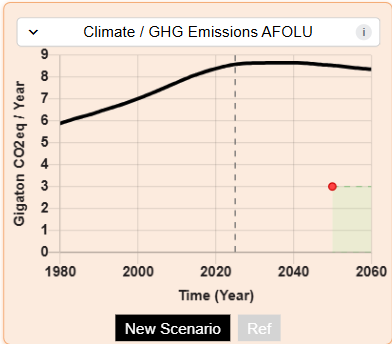 Climate / GHG Emissions AFOLU
i
Gigaton CO2eq / Year
9
8
7
6
5
4
3
2
1
0
1980 2000 2020 2040 2060
Time (Year)
New Scenario Ref